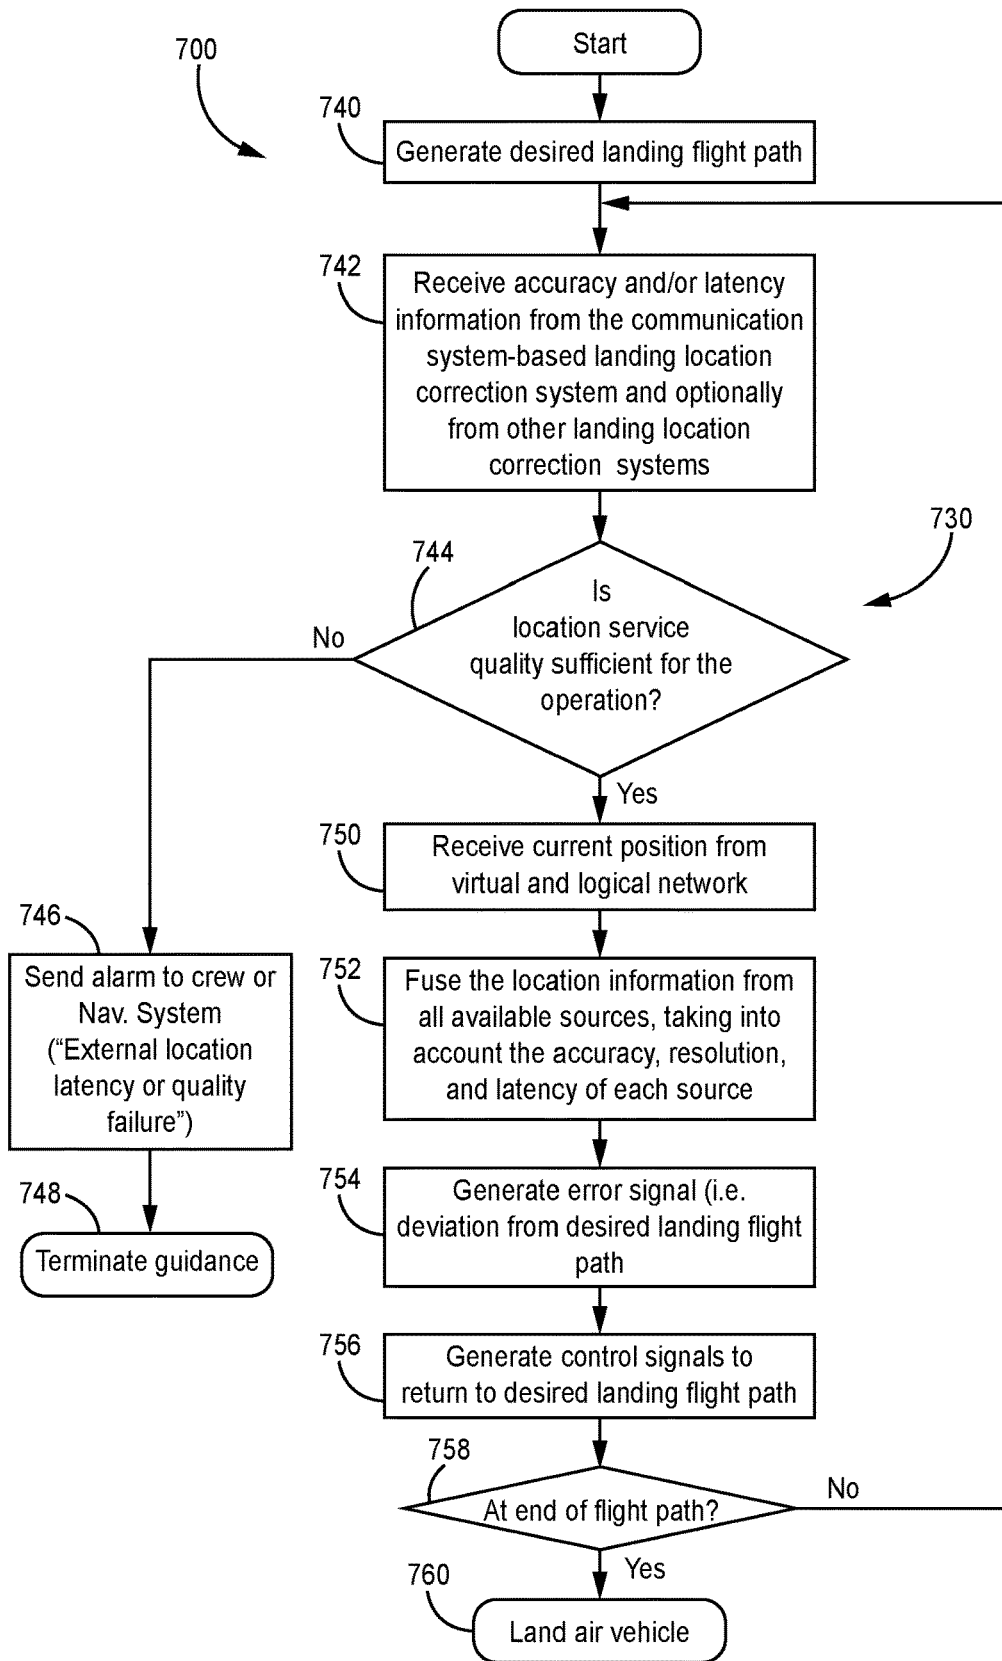 Start
700
740
Generate desired landing flight path
742
Receive accuracy and/or latency
information from the communication
system-based landing location
correction system and optionally
from other landing location
correction systems
730
744
Is
location service
quality sufficient for the
operation?
No
Yes
750
Receive current position from
virtual and logical network
746
Send alarm to crew or
Nav. System
(“External location
latency or quality
failure”)
752
Fuse the location information from
all available sources, taking into
account the accuracy, resolution,
and latency of each source
748
Terminate guidance
754
Generate error signal (i.e.
deviation from desired landing flight
path
756
Generate control signals to
return to desired landing flight path
758
At end of flight path?
No
Yes
760
Land air vehicle